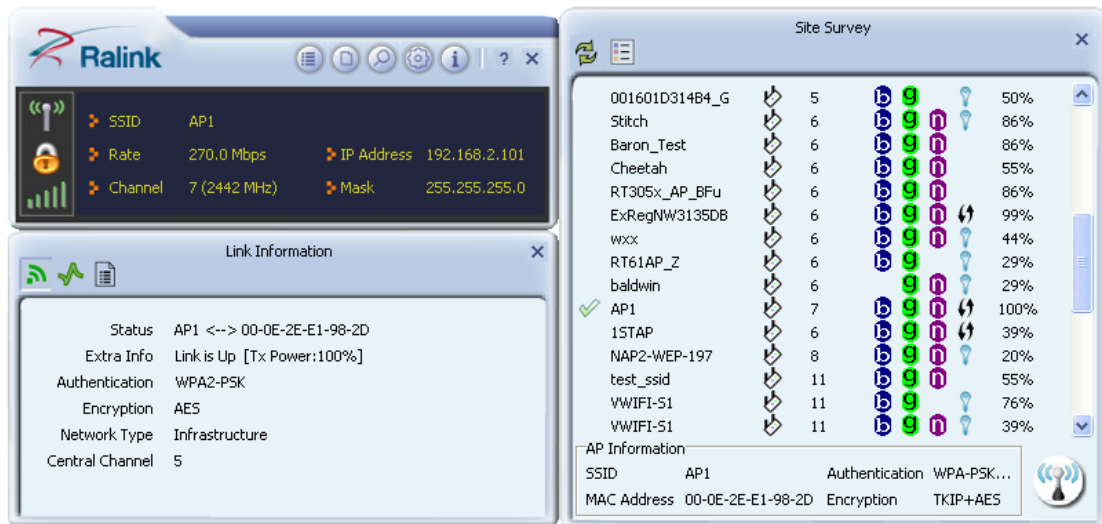 Ralink
? ×
SSID AP1
Rate 270.0 Mbps IP Address 192.168.2.101
Channel 7 (2442 MHz) Mask 255.255.255.0
Link Information
Status AP1 <--> 00-0E-2E-E1-98-2D
Extra Info Link is Up [Tx Power:100%]
Authentication WPA2-PSK
Encryption AES
Network Type Infrastructure
Central Channel 5
Site Survey
001601D314B4_G 5 b g 50%
Stitch 6 b g n 86%
Baron_Test 6 b g n 86%
Cheetah 6 b g n 55%
RT305x_AP_BFu 6 b g n 86%
ExRegNW3135DB 6 b g n 99%
wxx 6 b g n 44%
RT61AP_Z 6 b g 29%
baldwin 6 g n 29%
AP1 7 b g n 100%
1STAP 6 b g n 39%
NAP2-WEP-197 8 b g n 20%
test_ssid 11 b g n 55%
VWIFI-S1 11 b g 76%
VWIFI-S1 11 b g n 39%
AP Information
SSID AP1 Authentication WPA-PSK...
MAC Address 00-0E-2E-E1-98-2D Encryption TKIP+AES